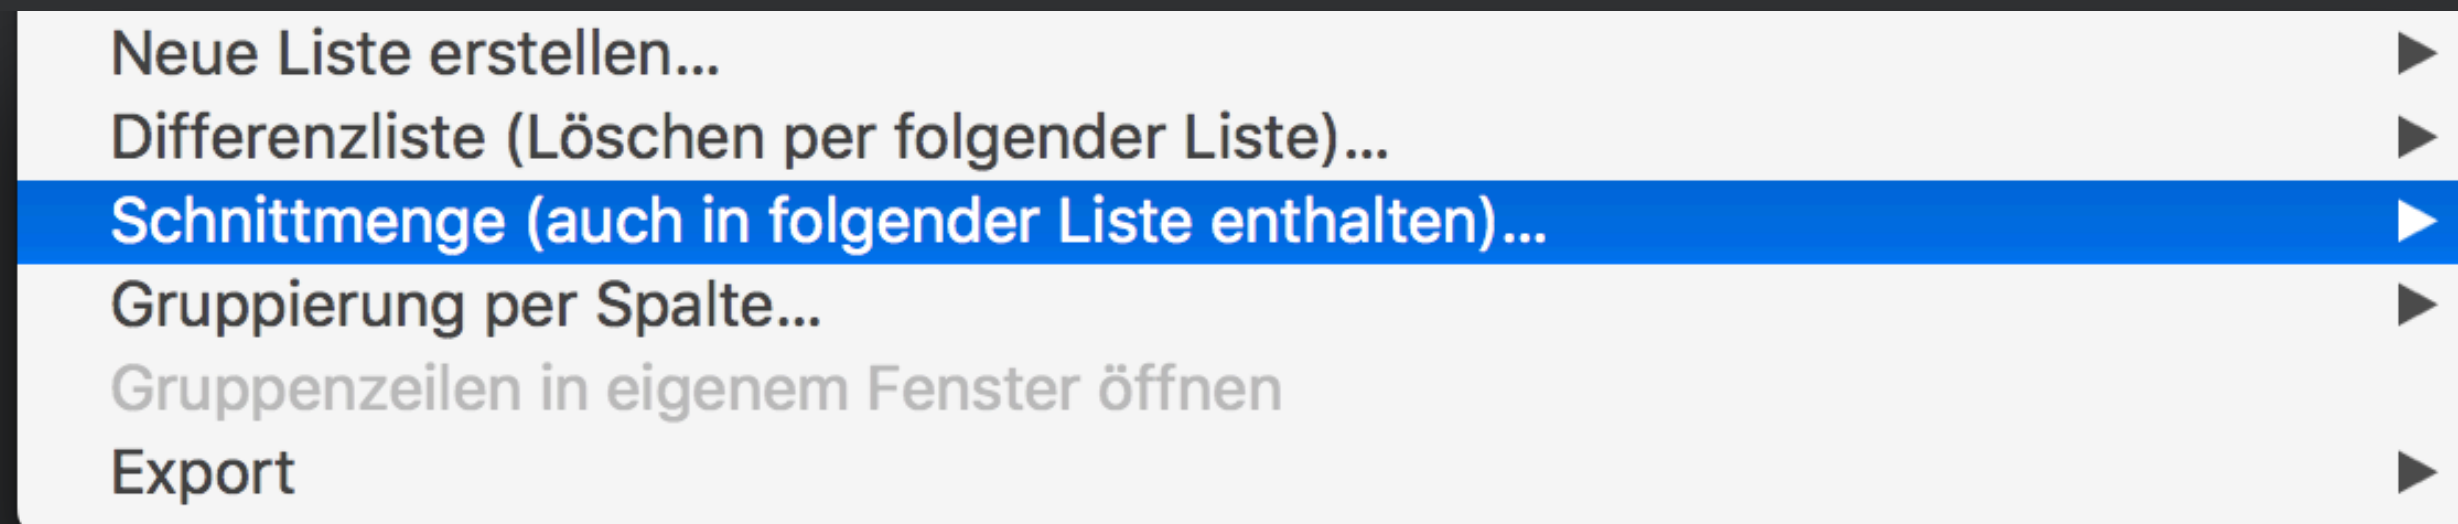 Neue Liste erstellen...
Differenzliste (Löschen per folgender Liste)...
Schnittmenge (auch in folgender Liste enthalten)...
Gruppierung per Spalte...
Gruppenzeilen in eigenem Fenster öffnen
Export